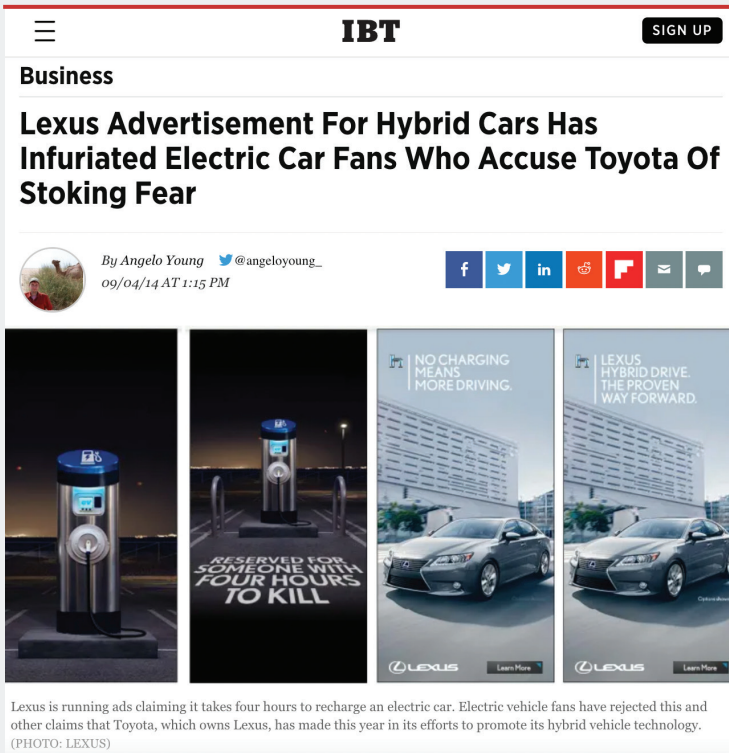 IBT
SIGN UP
Business
Lexus Advertisement For Hybrid Cars Has
Infuriated Electric Car Fans Who Accuse Toyota Of
Stoking Fear
By Angelo Young @angeloyoung_
09/04/14 AT 1:15 PM
RESERVED FOR
SOMEONE WITH
FOUR HOURS
TO KILL
NO CHARGING
MEANS
MORE DRIVING.
LEXUS
Learn More
LEXUS
HYBRID DRIVE.
THE PROVEN
WAY FORWARD.
LEXUS
Learn More
Lexus is running ads claiming it takes four hours to recharge an electric car. Electric vehicle fans have rejected this and
other claims that Toyota, which owns Lexus, has made this year in its efforts to promote its hybrid vehicle technology.
(PHOTO: LEXUS)